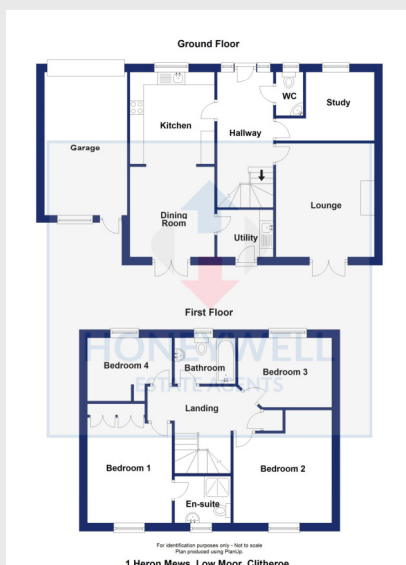 Ground Floor
WC
Study
Kitchen
Hallway
Garage
Lounge
Dining
Room
Utility
First Floor
HONEYWELL
ESTATE AGENTS
Bedroom 4
Bathroom
Bedroom 3
Landing
Bedroom 1
Bedroom 2
En-suite
For identification purposes only - Not to scale
Plan produced using PlanUp.
1 Heron Mews, Low Moor, Clitheroe